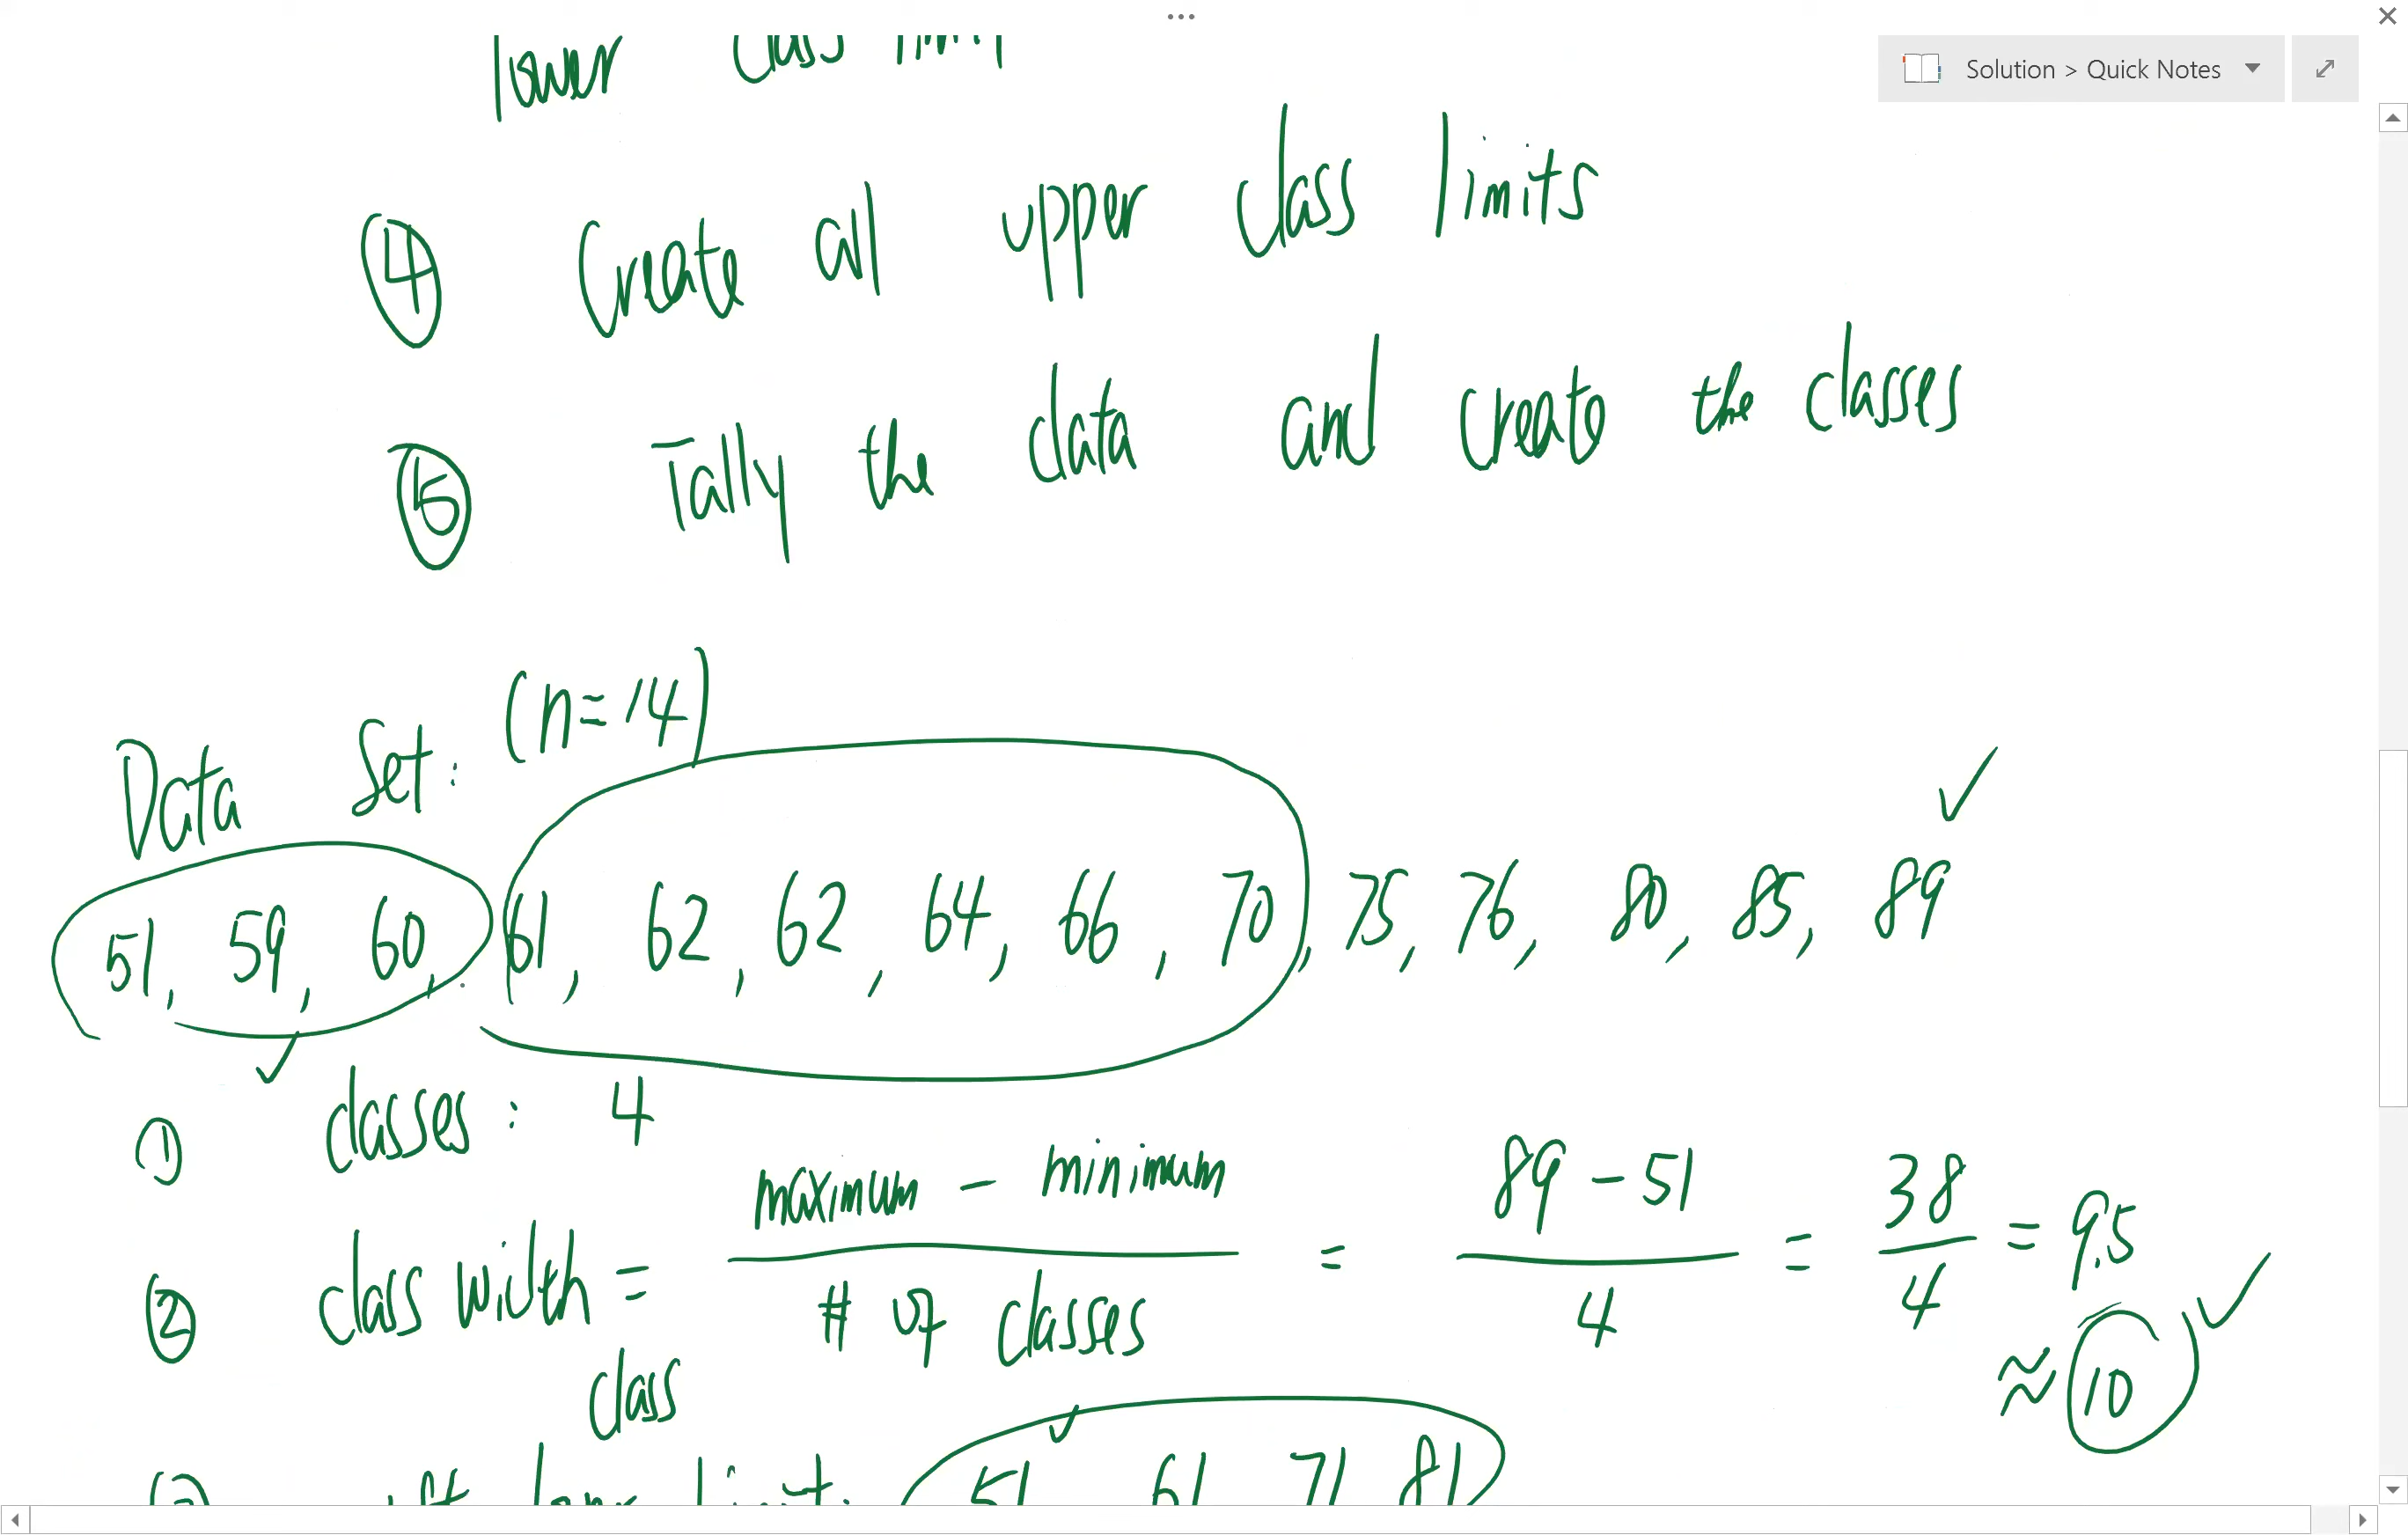 lower class limit
Solution > Quick Notes
④ Create all upper class limits
⑤ Tally the data and create the classes
Data Set: (n=14)
51, 59, 60, 61, 62, 62, 64, 66, 70, 75, 76, 80, 85, 89
① classes: 4
② class width = maximum - minimum / # of classes = 89-51 / 4 = 38 / 4 = 9.5
≈ 10
class
51 61 71 81